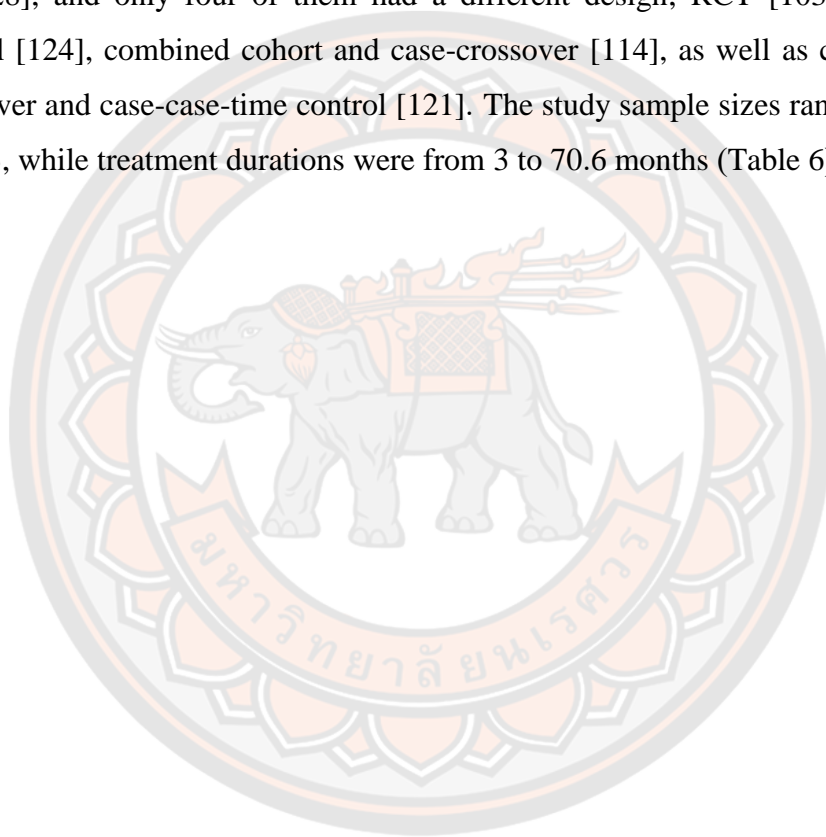 and only four of them had a different design, RCT
[124], combined cohort and case-crossover [114], as well as
and case-case-time control [121]. The study sample sizes
while treatment durations were from 3 to 70.6 months (Table 6)
มหาวิทยาลัยนเรศวร